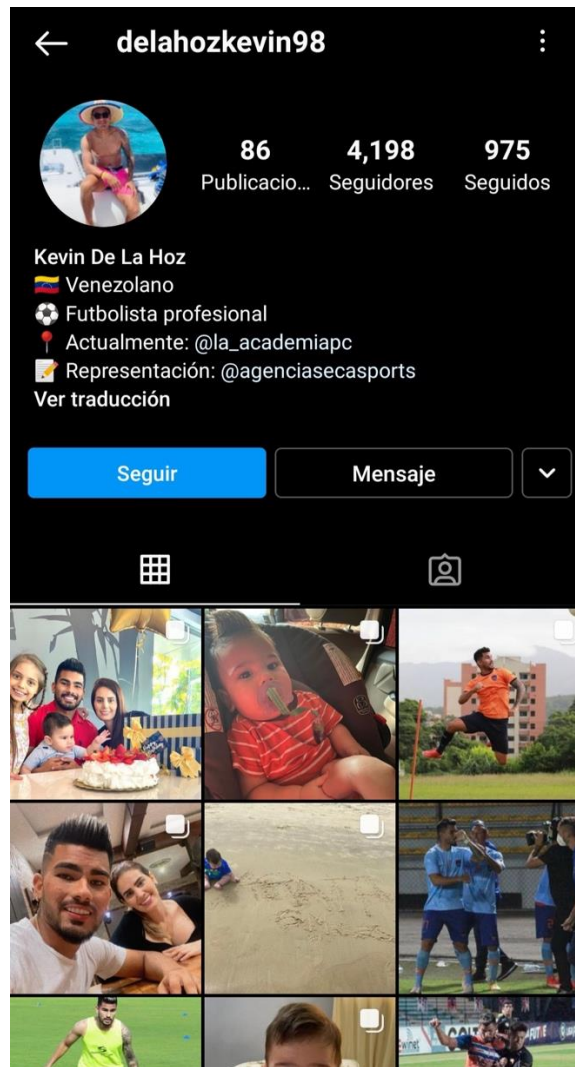 delahozkevin98
86 4,198 975
Publicacio... Seguidores Seguidos
Kevin De La Hoz
🇻🇪 Venezolano
⚽ Futbolista profesional
📍 Actualmente: @la_academiapc
📝 Representación: @agenciasecasports
Ver traducción
Seguir Mensaje